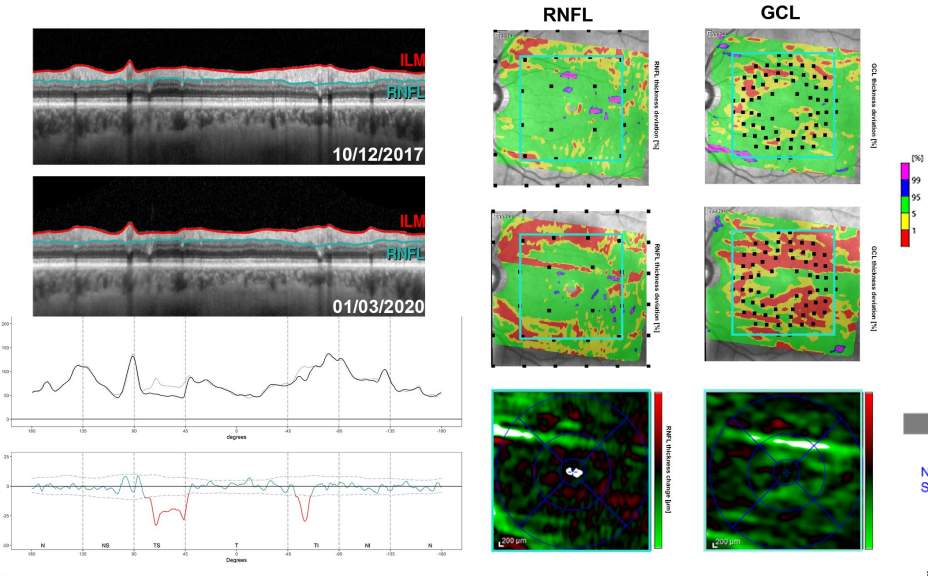 RNFL
GCL
ILM
RNFL
10/12/2017
RNFL thickness deviation [%]
GCL thickness deviation [%]
[%]
99
95
5
1
ILM
RNFL
01/03/2020
RNFL thickness deviation [%]
GCL thickness deviation [%]
200
150
100
50
0
180
135
90
45
0
-45
-90
-135
-180
degrees
RNFL thickness change [µm]
200 µm
200 µm
N
S
25
0
-25
-50
N
NS
TS
T
TI
NI
N
180
135
90
45
0
-45
-90
-135
-180
Degrees